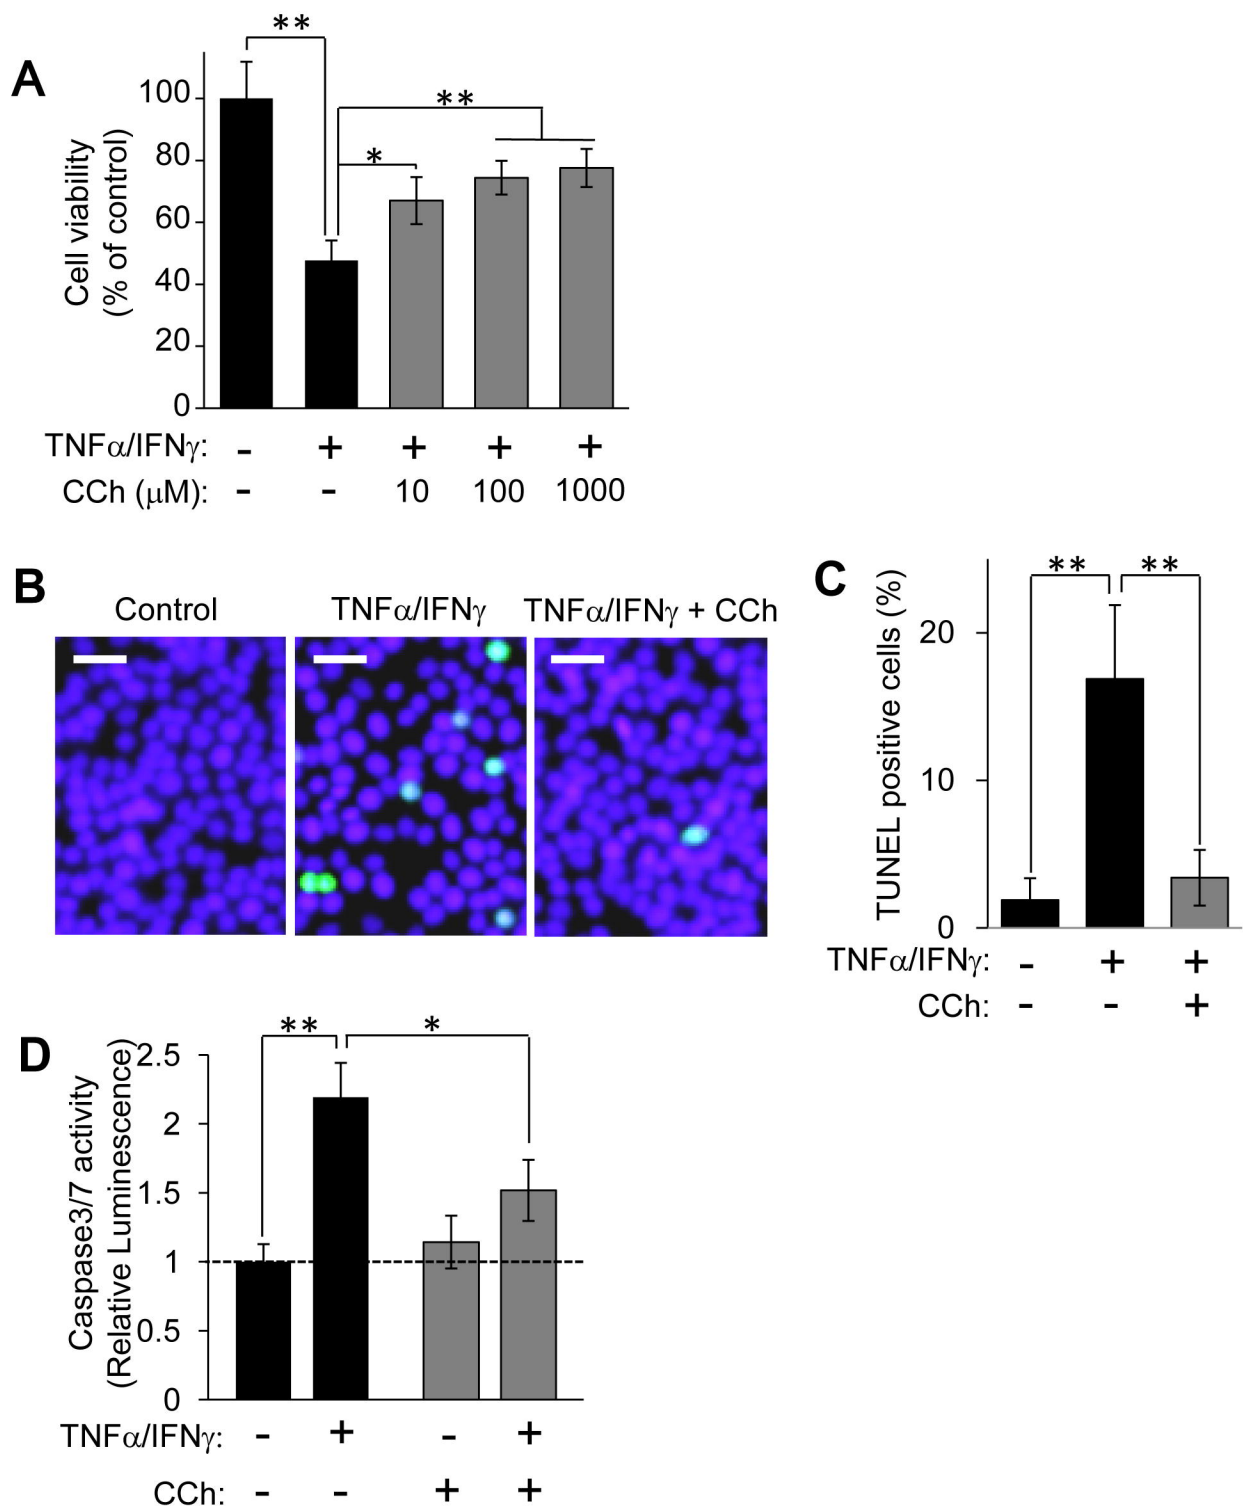 A
**
**
*
Cell viability
(% of control)
100
80
60
40
20
0
TNFα/IFNγ: - + + + +
CCh (μM): - - 10 100 1000
B
Control TNFα/IFNγ TNFα/IFNγ + CCh
C
** **
TUNEL positive cells (%)
20
10
0
TNFα/IFNγ: - + +
CCh: - - +
D
** *
Caspase3/7 activity
(Relative Luminescence)
2.5
2
1.5
1
0.5
0
TNFα/IFNγ: - + - +
CCh: - - + +